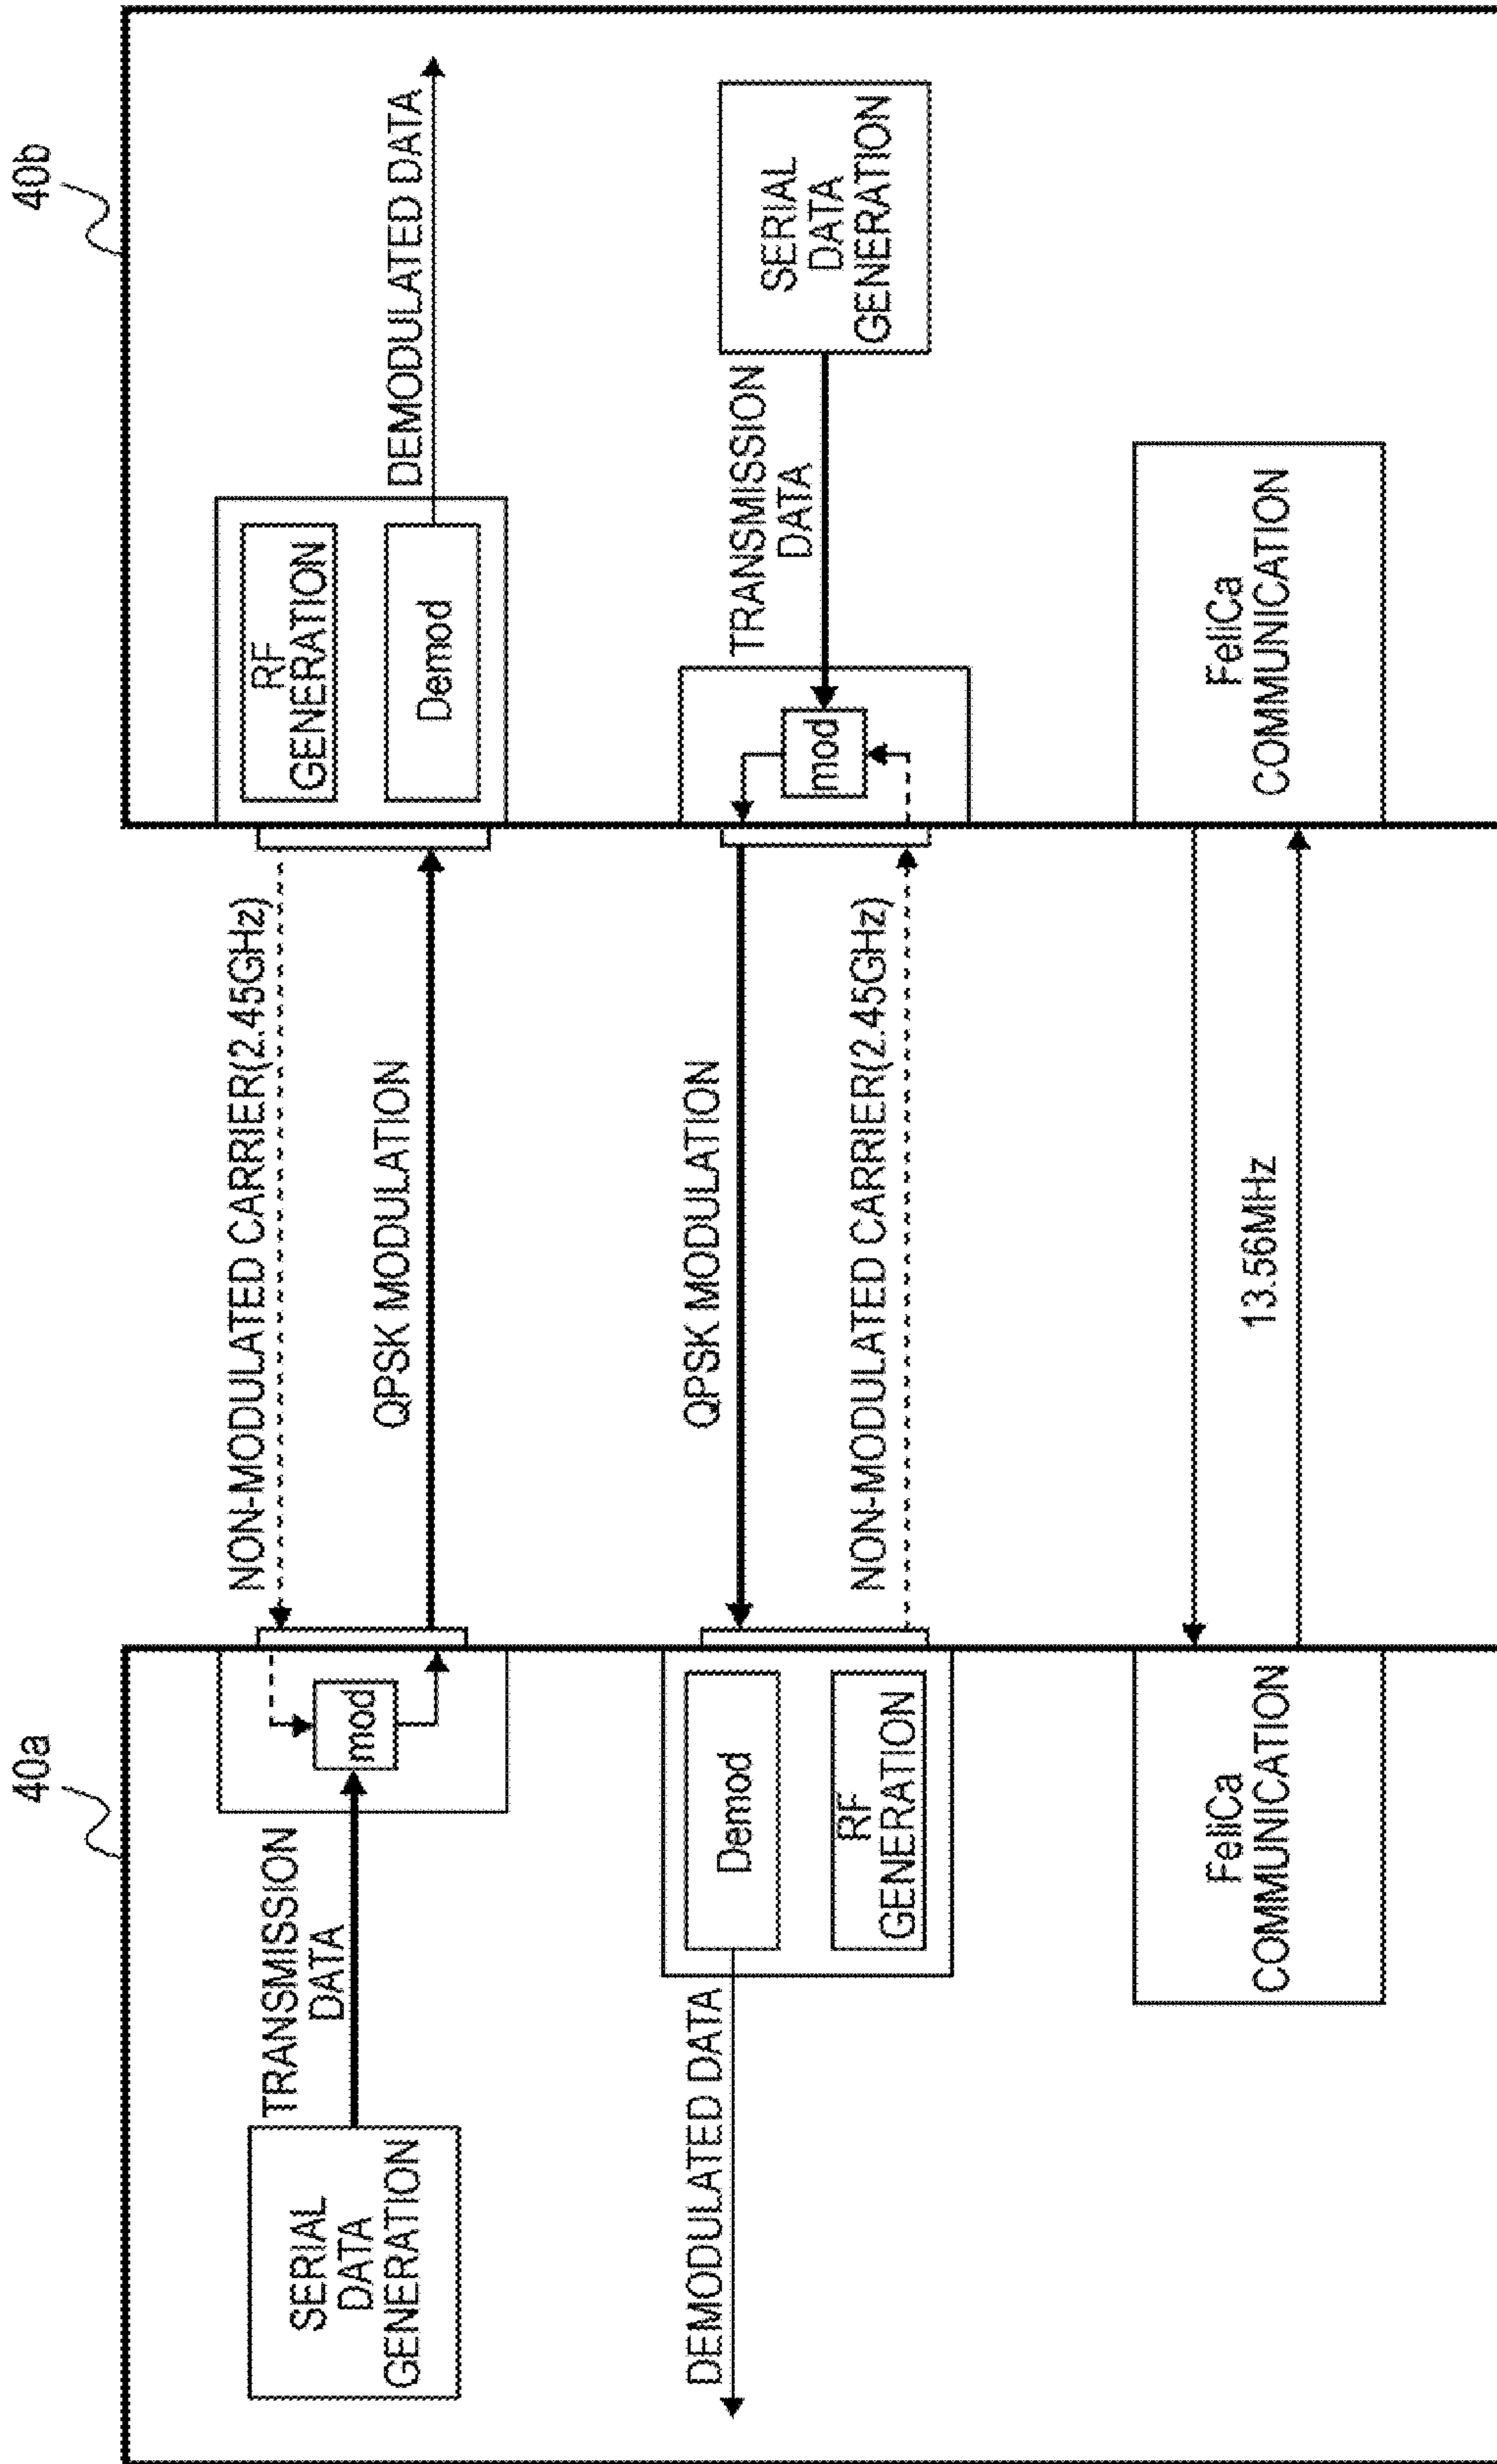 40a
40b
SERIAL
DATA
GENERATION
TRANSMISSION
DATA
mod
NON-MODULATED CARRIER(2.45GHz)
QPSK MODULATION
RF
GENERATION
Demod
DEMODULATED DATA
DEMODULATED DATA
Demod
RF
GENERATION
QPSK MODULATION
NON-MODULATED CARRIER(2.45GHz)
mod
TRANSMISSION
DATA
SERIAL
DATA
GENERATION
FeliCa
COMMUNICATION
13.56MHz
FeliCa
COMMUNICATION